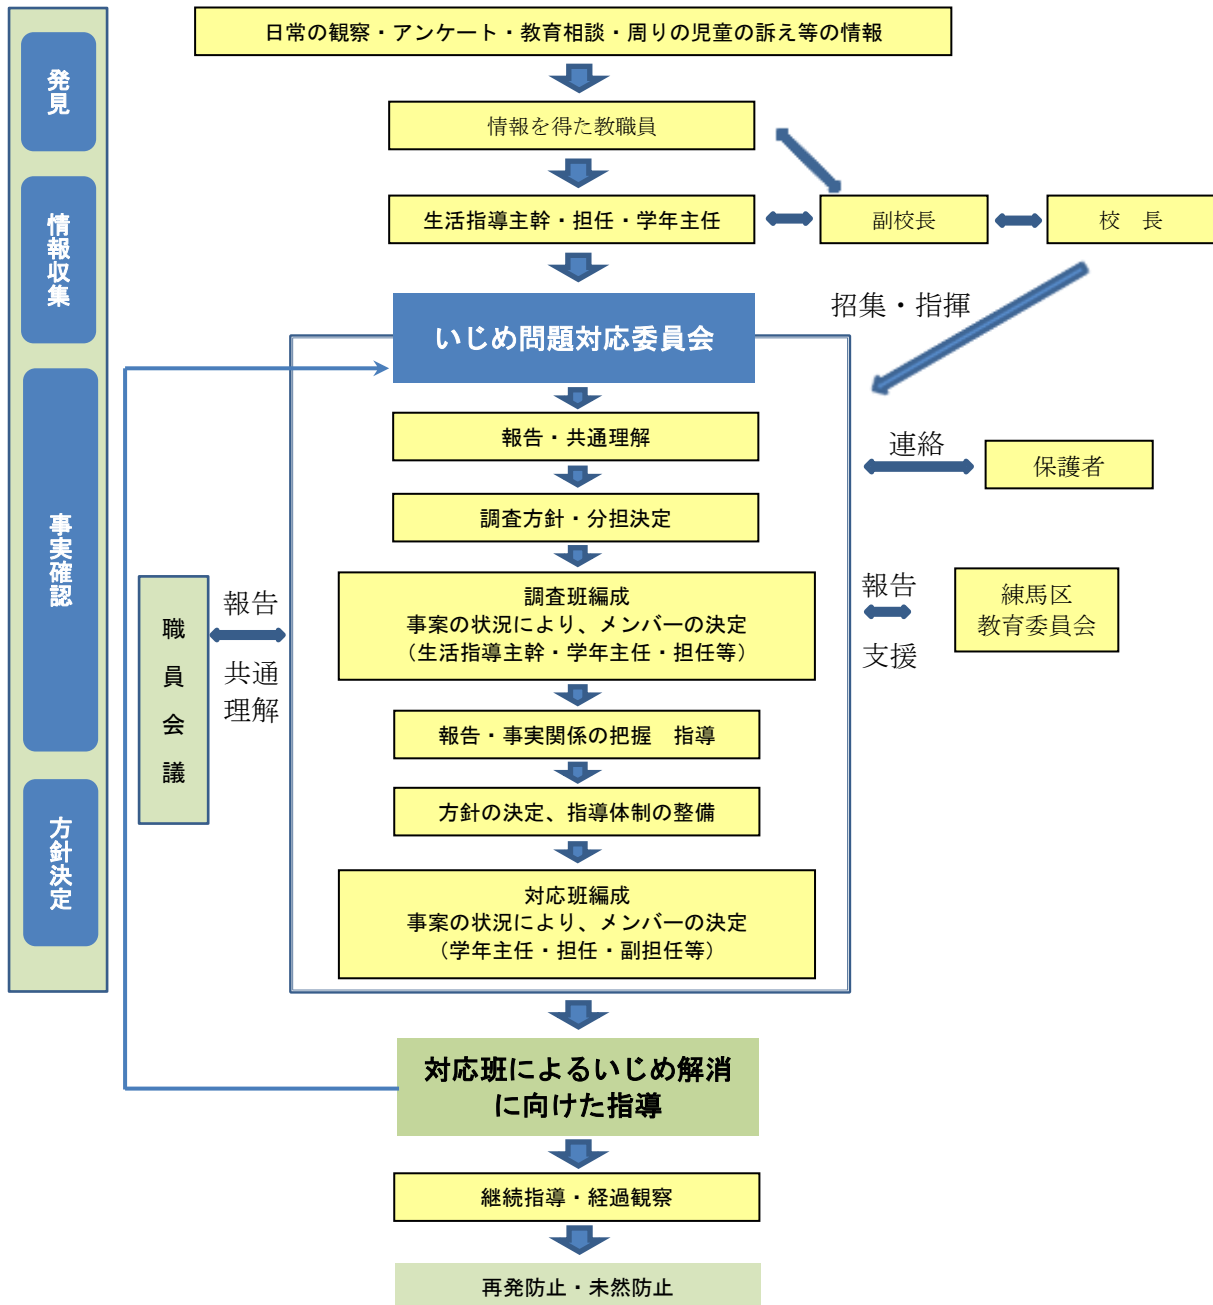 日常の観察・アンケート・教育相談・周りの児童の訴え等の情報
発見
情報を得た教職員
情報収集
生活指導主幹・担任・学年主任
副校長
校　長
招集・指揮
いじめ問題対応委員会
事実確認
報告・共通理解
連絡
保護者
調査方針・分担決定
調査班編成
事案の状況により、メンバーの決定
（生活指導主幹・学年主任・担任等）
報告
支援
練馬区
教育委員会
職員会議
報告
共通
理解
報告・事実関係の把握　指導
方針決定
方針の決定、指導体制の整備
対応班編成
事案の状況により、メンバーの決定
（学年主任・担任・副担任等）
対応班によるいじめ解消
に向けた指導
継続指導・経過観察
再発防止・未然防止